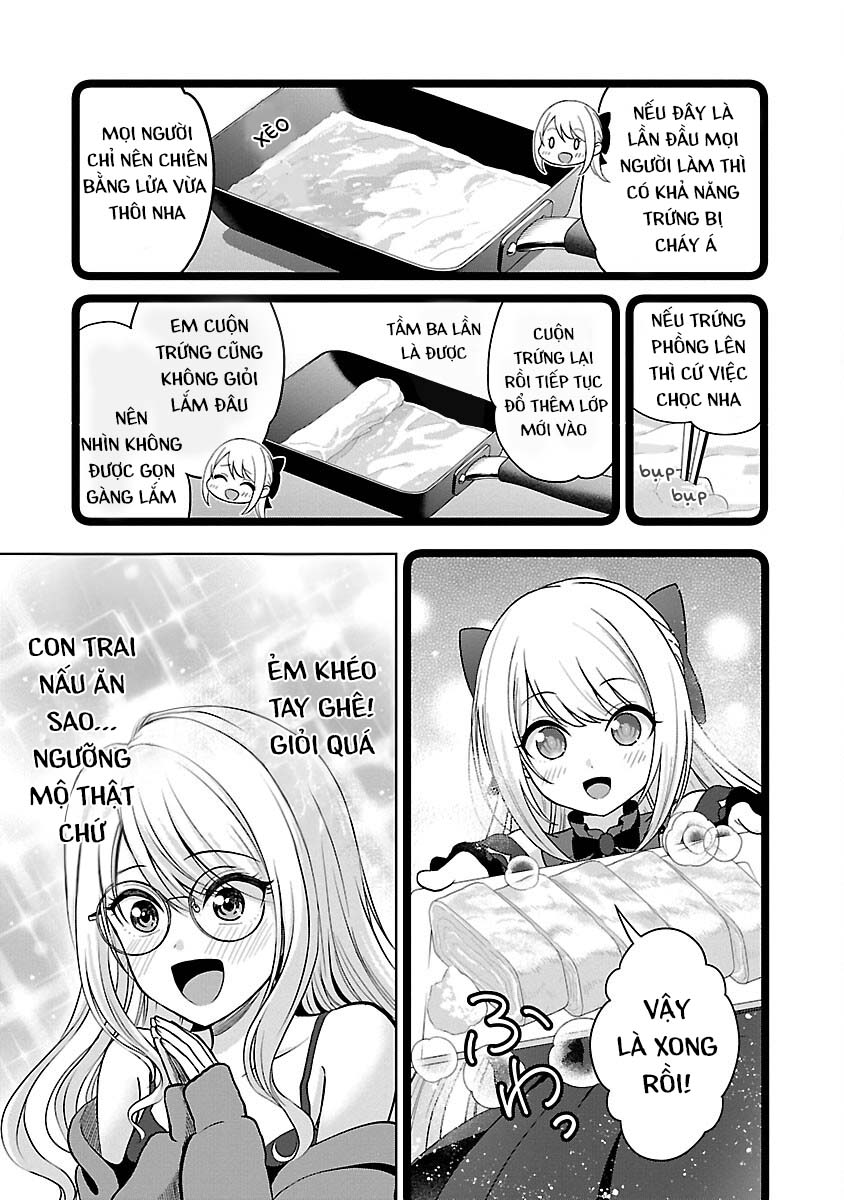 NẾU ĐÂY LÀ
LẦN ĐẦU MỌI
NGƯỜI LÀM THÌ
CÓ KHẢ NĂNG
TRỨNG BỊ
CHÁY Á
XÈO
MỌI NGƯỜI
CHỈ NÊN CHIÊN
BẰNG LỬA VỪA
THÔI NHA
NẾU TRỨNG
PHỒNG LÊN
THÌ CỨ VIỆC
CHỌC NHA
bụp
bụp
CUỘN
TRỨNG LẠI
RỒI TIẾP TỤC
ĐỔ THÊM LỚP
MỚI VÀO
TẦM BA LẦN
LÀ ĐƯỢC
EM CUỘN
TRỨNG CŨNG
KHÔNG GIỎI
LẮM ĐÂU
NÊN
NHÌN KHÔNG
ĐƯỢC GỌN
GÀNG LẮM
VẬY
LÀ XONG
RỒI!
ふわっ
ẺM KHÉO
TAY GHÊ!
GIỎI QUÁ
CON TRAI
NẤU ĂN
SAO...
NGƯỠNG
MỘ THẬT
CHỨ